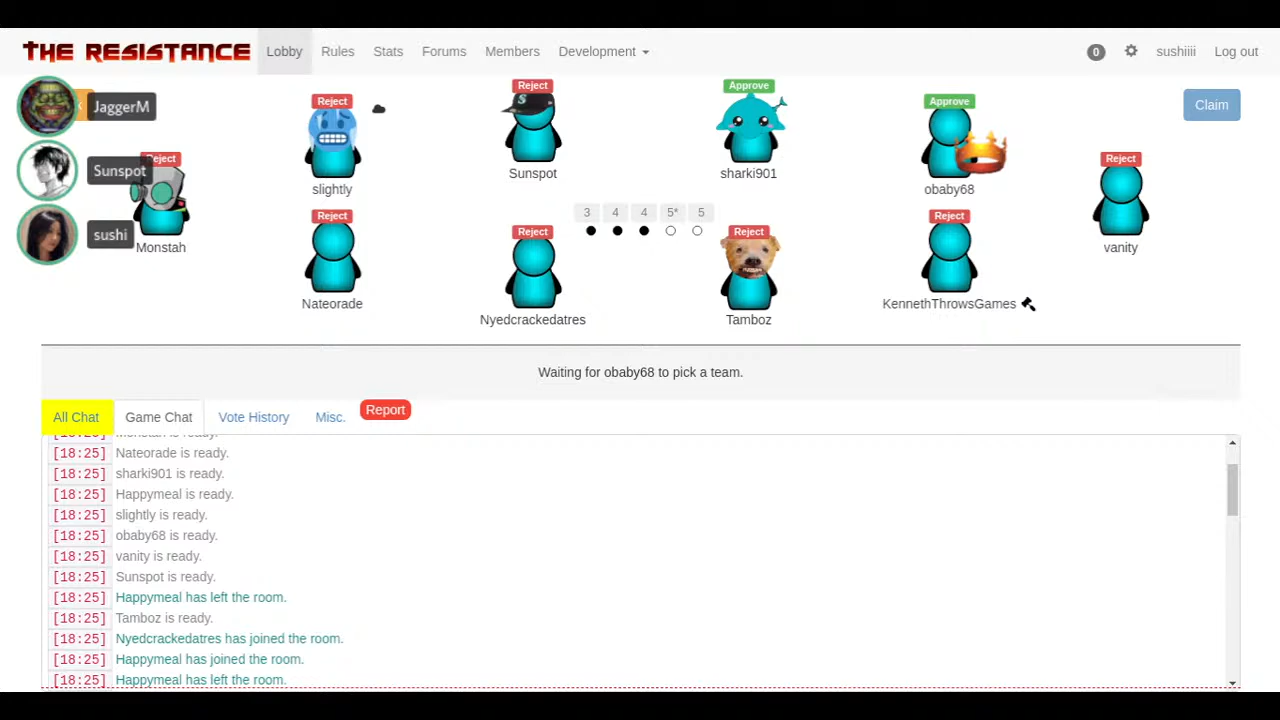 THE RESISTANCE Lobby Rules Stats Forums Members Development 0 sushiiii Log out
JaggerM
Sunspot
sushi
Reject
Monstah
Reject
slightly
Reject
Sunspot
Approve
sharki901
Approve
obaby68
Reject
vanity
Claim
3 4 4 5* 5
Reject
Nateorade
Reject
Nyedcrackedatres
Reject
Tamboz
Reject
KennethThrowsGames
Waiting for obaby68 to pick a team.
All Chat Game Chat Vote History Misc. Report
[18:25] Monstah is ready.
[18:25] Nateorade is ready.
[18:25] sharki901 is ready.
[18:25] Happymeal is ready.
[18:25] slightly is ready.
[18:25] obaby68 is ready.
[18:25] vanity is ready.
[18:25] Sunspot is ready.
[18:25] Happymeal has left the room.
[18:25] Tamboz is ready.
[18:25] Nyedcrackedatres has joined the room.
[18:25] Happymeal has joined the room.
[18:25] Happymeal has left the room.